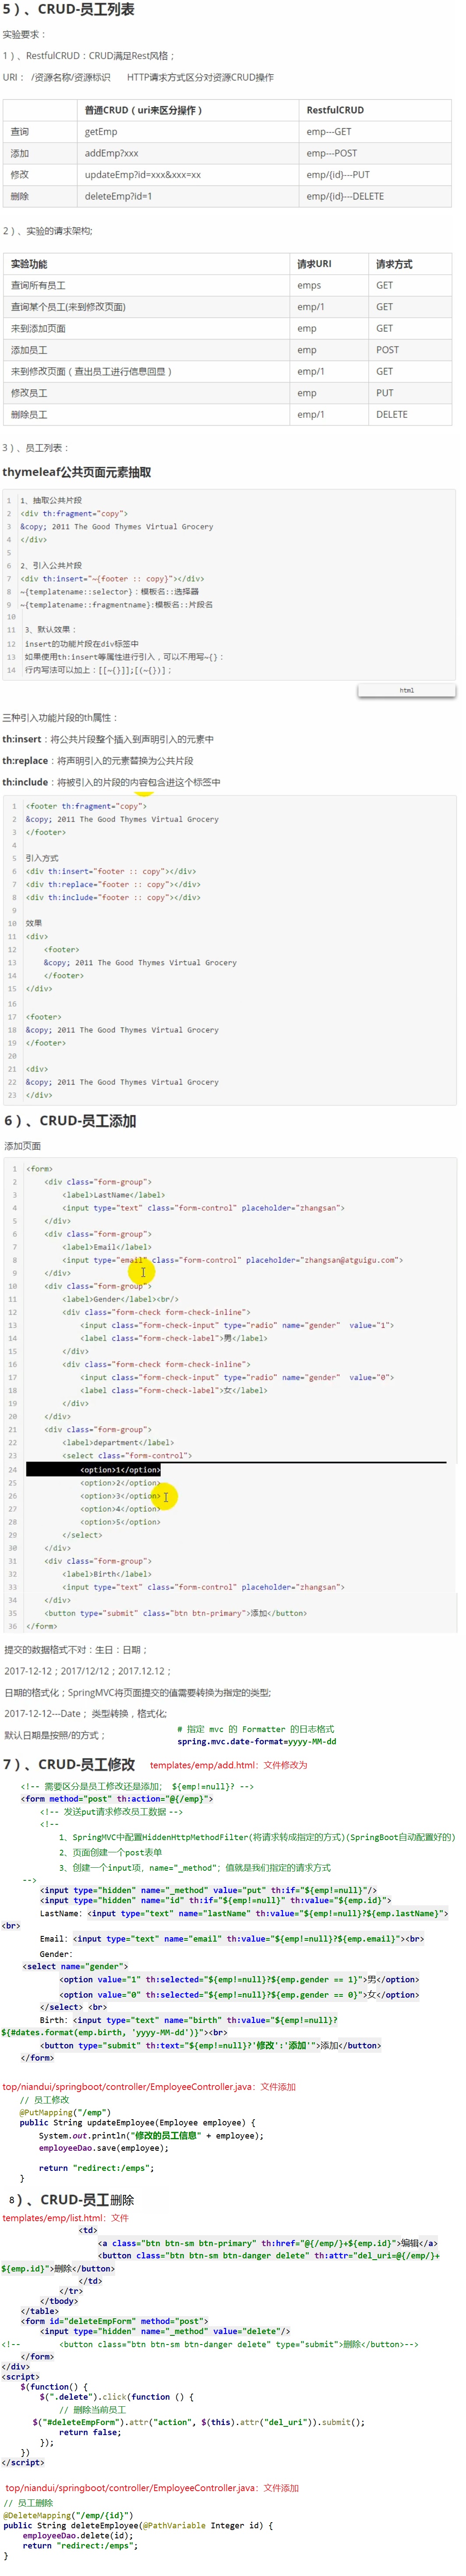 5）、CRUD-员工列表
实验要求：
1）、RestfulCRUD：CRUD满足Rest风格；
URI： /资源名称/资源标识 HTTP请求方式区分对资源CRUD操作
普通CRUD（uri来区分操作） RestfulCRUD
查询 getEmp emp---GET
添加 addEmp?xxx emp---POST
修改 updateEmp?id=xxx&xxx=xx emp/{id}---PUT
删除 deleteEmp?id=1 emp/{id}---DELETE
2）、实验的请求架构;
实验功能 请求URI 请求方式
查询所有员工 emps GET
查询某个员工(来到修改页面) emp/1 GET
来到添加页面 emp GET
添加员工 emp POST
来到修改页面（查出员工进行信息回显） emp/1 GET
修改员工 emp PUT
删除员工 emp/1 DELETE
3）、员工列表：
thymeleaf公共页面元素抽取
1 1、抽取公共片段
2 <div th:fragment="copy">
3 &copy; 2011 The Good Thymes Virtual Grocery
4 </div>
5
6 2、引入公共片段
7 <div th:insert="~{footer :: copy}"></div>
8 ~{templatename::selector}：模板名::选择器
9 ~{templatename::fragmentname}:模板名::片段名
10
11 3、默认效果：
12 insert的功能片段在div标签中
13 如果使用th:insert等属性进行引入，可以不用写~{}：
14 行内写法可以加上：[[~{}]];[(~{})]；
html
三种引入功能片段的th属性：
th:insert：将公共片段整个插入到声明引入的元素中
th:replace：将声明引入的元素替换为公共片段
th:include：将被引入的片段的内容包含进这个标签中
1 <footer th:fragment="copy">
2 &copy; 2011 The Good Thymes Virtual Grocery
3 </footer>
4
5 引入方式
6 <div th:insert="footer :: copy"></div>
7 <div th:replace="footer :: copy"></div>
8 <div th:include="footer :: copy"></div>
9
10 效果
11 <div>
12 <footer>
13 &copy; 2011 The Good Thymes Virtual Grocery
14 </footer>
15 </div>
16
17 <footer>
18 &copy; 2011 The Good Thymes Virtual Grocery
19 </footer>
20
21 <div>
22 &copy; 2011 The Good Thymes Virtual Grocery
23 </div>
6）、CRUD-员工添加
添加页面
1 <form>
2 <div class="form-group">
3 <label>LastName</label>
4 <input type="text" class="form-control" placeholder="zhangsan">
5 </div>
6 <div class="form-group">
7 <label>Email</label>
8 <input type="email" class="form-control" placeholder="zhangsan@atguigu.com">
9 </div>
10 <div class="form-group">
11 <label>Gender</label><br/>
12 <div class="form-check form-check-inline">
13 <input class="form-check-input" type="radio" name="gender" value="1">
14 <label class="form-check-label">男</label>
15 </div>
16 <div class="form-check form-check-inline">
17 <input class="form-check-input" type="radio" name="gender" value="0">
18 <label class="form-check-label">女</label>
19 </div>
20 </div>
21 <div class="form-group">
22 <label>department</label>
23 <select class="form-control">
24 <option>1</option>
25 <option>2</option>
26 <option>3</option>
27 <option>4</option>
28 <option>5</option>
29 </select>
30 </div>
31 <div class="form-group">
32 <label>Birth</label>
33 <input type="text" class="form-control" placeholder="zhangsan">
34 </div>
35 <button type="submit" class="btn btn-primary">添加</button>
36 </form>
提交的数据格式不对：生日：日期；
2017-12-12；2017/12/12；2017.12.12；
日期的格式化；SpringMVC将页面提交的值需要转换为指定的类型;
2017-12-12---Date； 类型转换，格式化;
默认日期是按照/的方式；
# 指定 mvc 的 Formatter 的日志格式
spring.mvc.date-format=yyyy-MM-dd
7）、CRUD-员工修改 templates/emp/add.html：文件修改为
<!-- 需要区分是员工修改还是添加； ${emp!=null}? -->
<form method="post" th:action="@{/emp}">
<!-- 发送put请求修改员工数据 -->
<!--
1、SpringMVC中配置HiddenHttpMethodFilter(将请求转成指定的方式)(SpringBoot自动配置好的)
2、页面创建一个post表单
3、创建一个input项，name="_method"；值就是我们指定的请求方式
-->
<input type="hidden" name="_method" value="put" th:if="${emp!=null}"/>
<input type="hidden" name="id" th:if="${emp!=null}" th:value="${emp.id}">
LastName：<input type="text" name="lastName" th:value="${emp!=null}?${emp.lastName}">
<br>
Email：<input type="text" name="email" th:value="${emp!=null}?${emp.email}"><br>
Gender：
<select name="gender">
<option value="1" th:selected="${emp!=null}?${emp.gender == 1}">男</option>
<option value="0" th:selected="${emp!=null}?${emp.gender == 0}">女</option>
</select> <br>
Birth：<input type="text" name="birth" th:value="${emp!=null}?
${#dates.format(emp.birth, 'yyyy-MM-dd')}"><br>
<button type="submit" th:text="${emp!=null}?'修改':'添加'">添加</button>
</form>
top/niandui/springboot/controller/EmployeeController.java：文件添加
// 员工修改
@PutMapping("/emp")
public String updateEmployee(Employee employee) {
System.out.println("修改的员工信息" + employee);
employeeDao.save(employee);
return "redirect:/emps";
}
8）、CRUD-员工删除
templates/emp/list.html：文件
<td>
<a class="btn btn-sm btn-primary" th:href="@{/emp/}+${emp.id}">编辑</a>
<button class="btn btn-sm btn-danger delete" th:attr="del_uri=@{/emp/}+
${emp.id}">删除</button>
</td>
</tr>
</tbody>
</table>
<form id="deleteEmpForm" method="post">
<input type="hidden" name="_method" value="delete"/>
<!-- <button class="btn btn-sm btn-danger delete" type="submit">删除</button>-->
</form>
</div>
<script>
$(function() {
$(".delete").click(function () {
// 删除当前员工
$("#deleteEmpForm").attr("action", $(this).attr("del_uri")).submit();
return false;
});
})
</script>
top/niandui/springboot/controller/EmployeeController.java：文件添加
// 员工删除
@DeleteMapping("/emp/{id}")
public String deleteEmployee(@PathVariable Integer id) {
employeeDao.delete(id);
return "redirect:/emps";
}